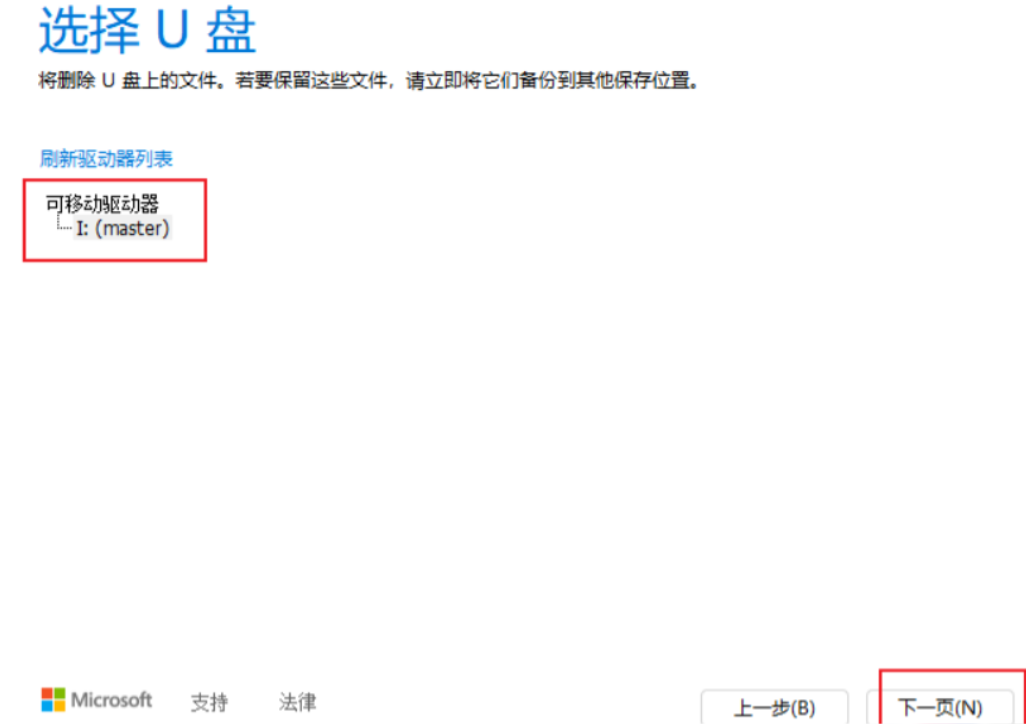 选择 U 盘
将删除 U 盘上的文件。若要保留这些文件，请立即将它们备份到其他保存位置。
刷新驱动器列表
可移动驱动器
I: (master)
Microsoft 支持 法律 上一步(B) 下一页(N)